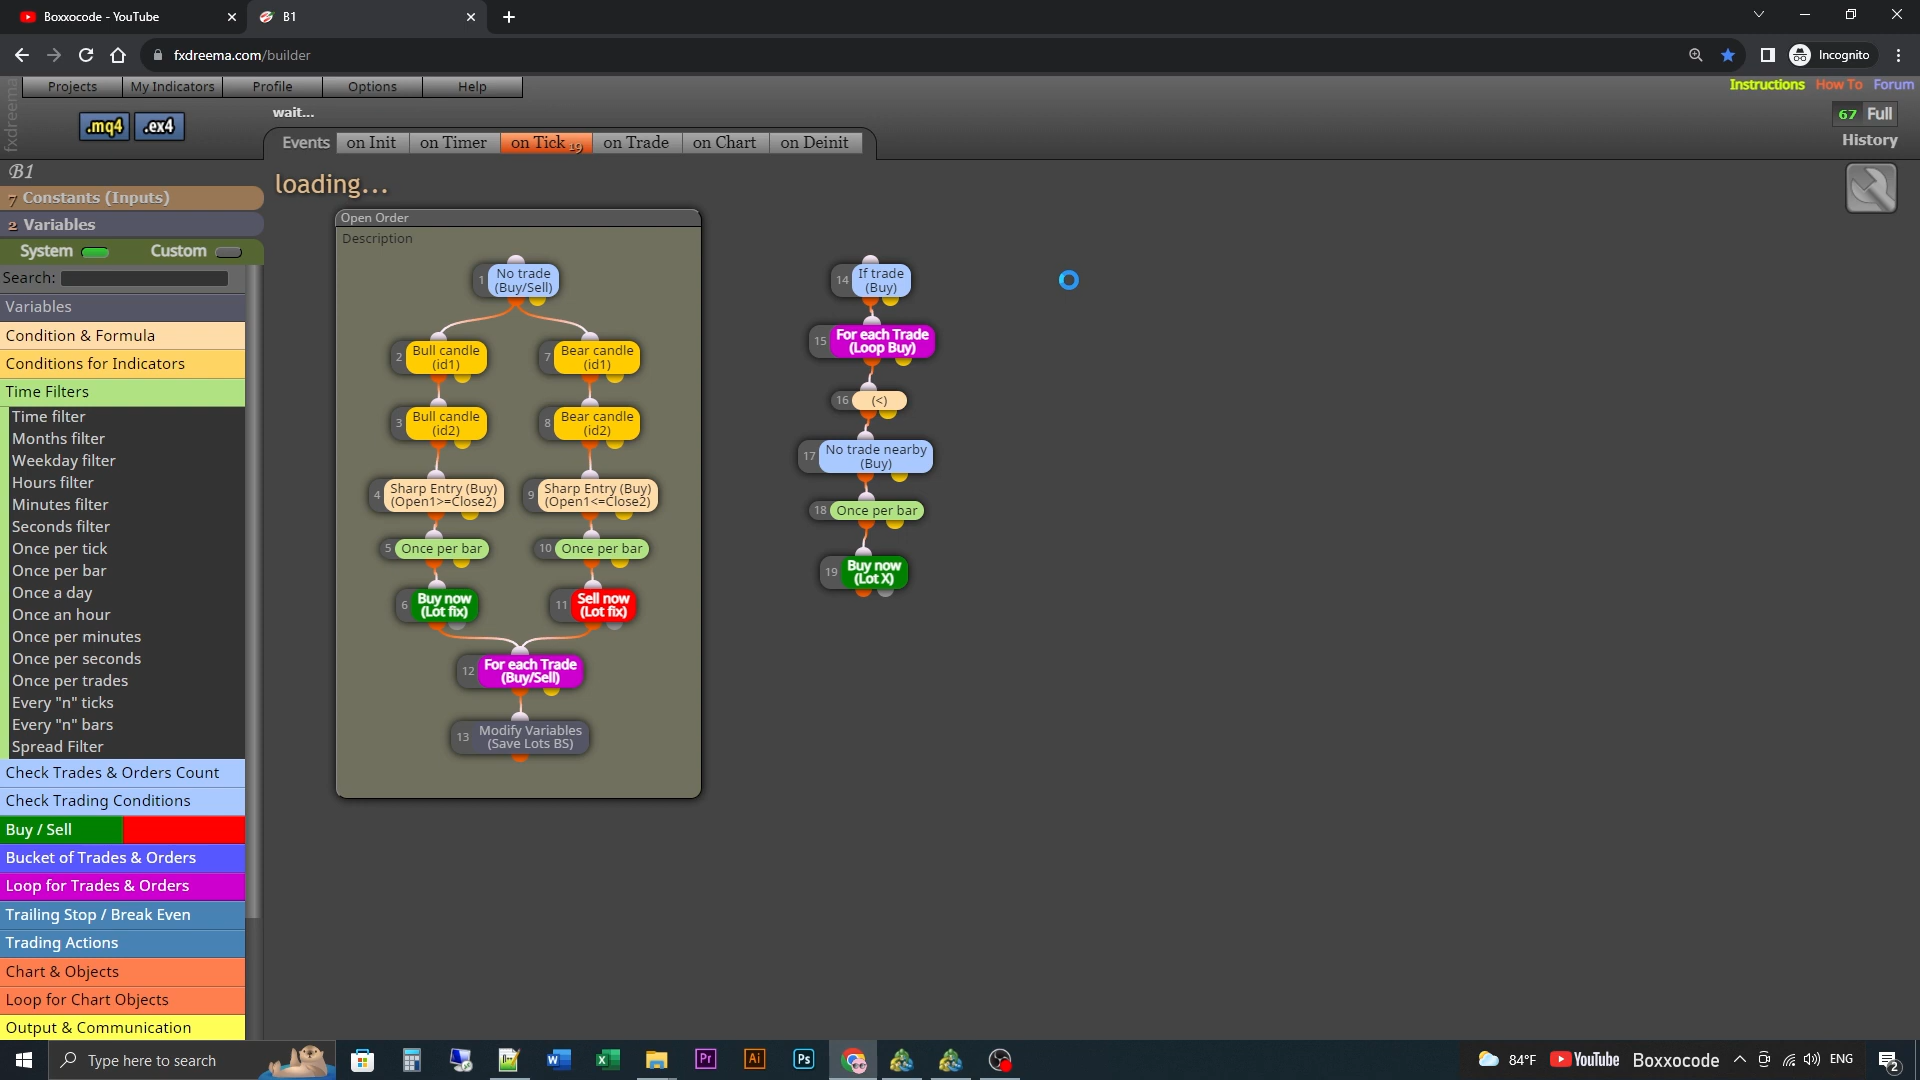 Boxxocode - YouTube
B1
fxdreema.com/builder
Incognito
Projects
My Indicators
Profile
Options
Help
Instructions
How To
Forum
fxdreema
.mq4
.ex4
wait...
67 Full
History
Events
on Init
on Timer
on Tick 19
on Trade
on Chart
on Deinit
B1
7 Constants (Inputs)
2 Variables
System
Custom
Search:
Variables
Condition & Formula
Conditions for Indicators
Time Filters
Time filter
Months filter
Weekday filter
Hours filter
Minutes filter
Seconds filter
Once per tick
Once per bar
Once a day
Once an hour
Once per minutes
Once per seconds
Once per trades
Every "n" ticks
Every "n" bars
Spread Filter
Check Trades & Orders Count
Check Trading Conditions
Buy / Sell
Bucket of Trades & Orders
Loop for Trades & Orders
Trailing Stop / Break Even
Trading Actions
Chart & Objects
Loop for Chart Objects
Output & Communication
loading...
Open Order
Description
1 No trade
(Buy/Sell)
2 Bull candle
(id1)
7 Bear candle
(id1)
3 Bull candle
(id2)
8 Bear candle
(id2)
4 Sharp Entry (Buy)
(Open1>=Close2)
9 Sharp Entry (Buy)
(Open1<=Close2)
5 Once per bar
10 Once per bar
6 Buy now
(Lot fix)
11 Sell now
(Lot fix)
12 For each Trade
(Buy/Sell)
13 Modify Variables
(Save Lots BS)
14 If trade
(Buy)
15 For each Trade
(Loop Buy)
16 (<)
17 No trade nearby
(Buy)
18 Once per bar
19 Buy now
(Lot X)
Type here to search
Pr
Ai
Ps
84°F
YouTube
Boxxocode
ENG
2